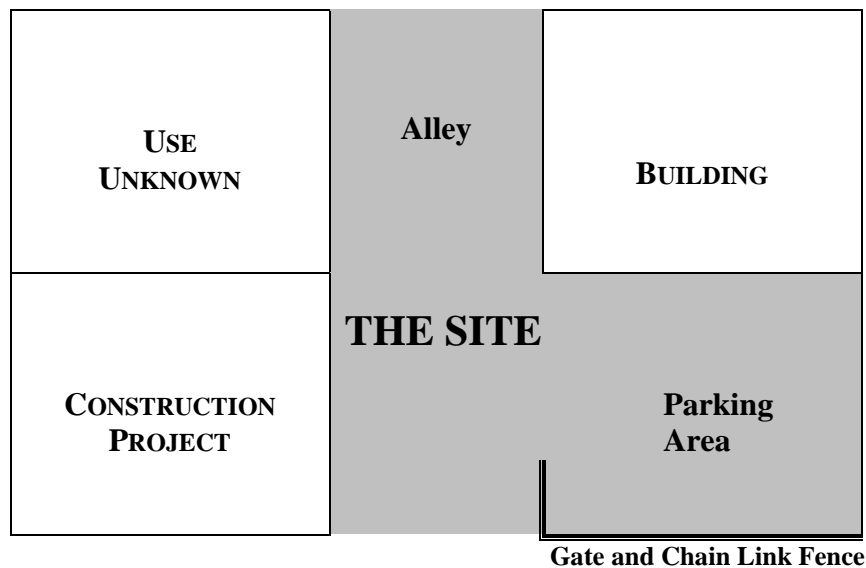 Alley
USE
UNKNOWN
BUILDING
THE SITE
CONSTRUCTION
PROJECT
Parking
Area
Gate and Chain Link Fence